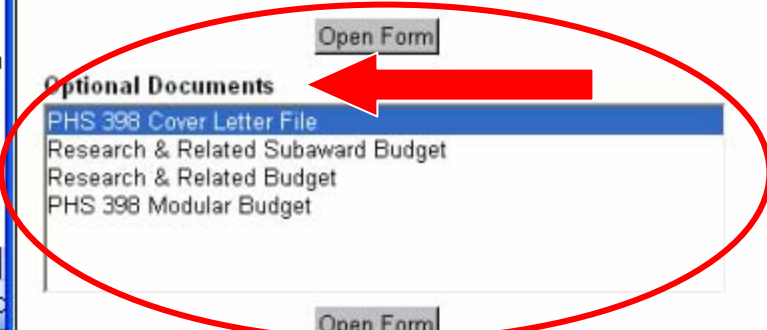 Open Form
Optional Documents
PHS 398 Cover Letter File
Research & Related Subaward Budget
Research & Related Budget
PHS 398 Modular Budget
Open Form